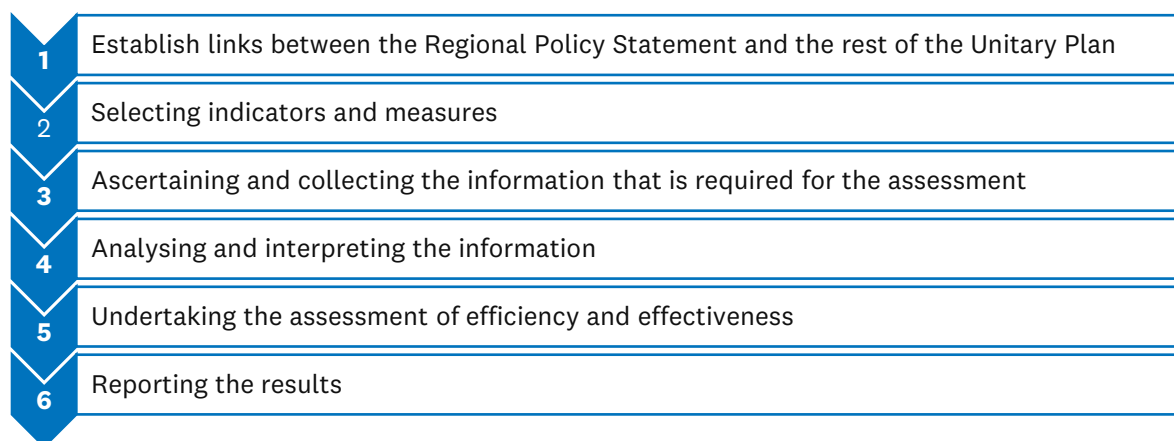 1 Establish links between the Regional Policy Statement and the rest of the Unitary Plan
2 Selecting indicators and measures
3 Ascertaining and collecting the information that is required for the assessment
4 Analysing and interpreting the information
5 Undertaking the assessment of efficiency and effectiveness
6 Reporting the results